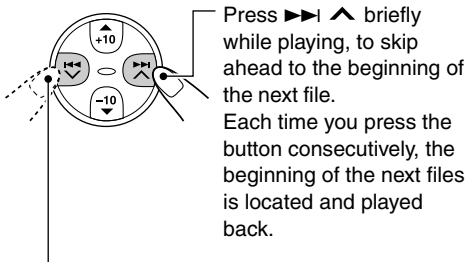 +10
–10
Press ►►I ∧ briefly
while playing, to skip
ahead to the beginning of
the next file.
Each time you press the
button consecutively, the
beginning of the next files
is located and played
back.